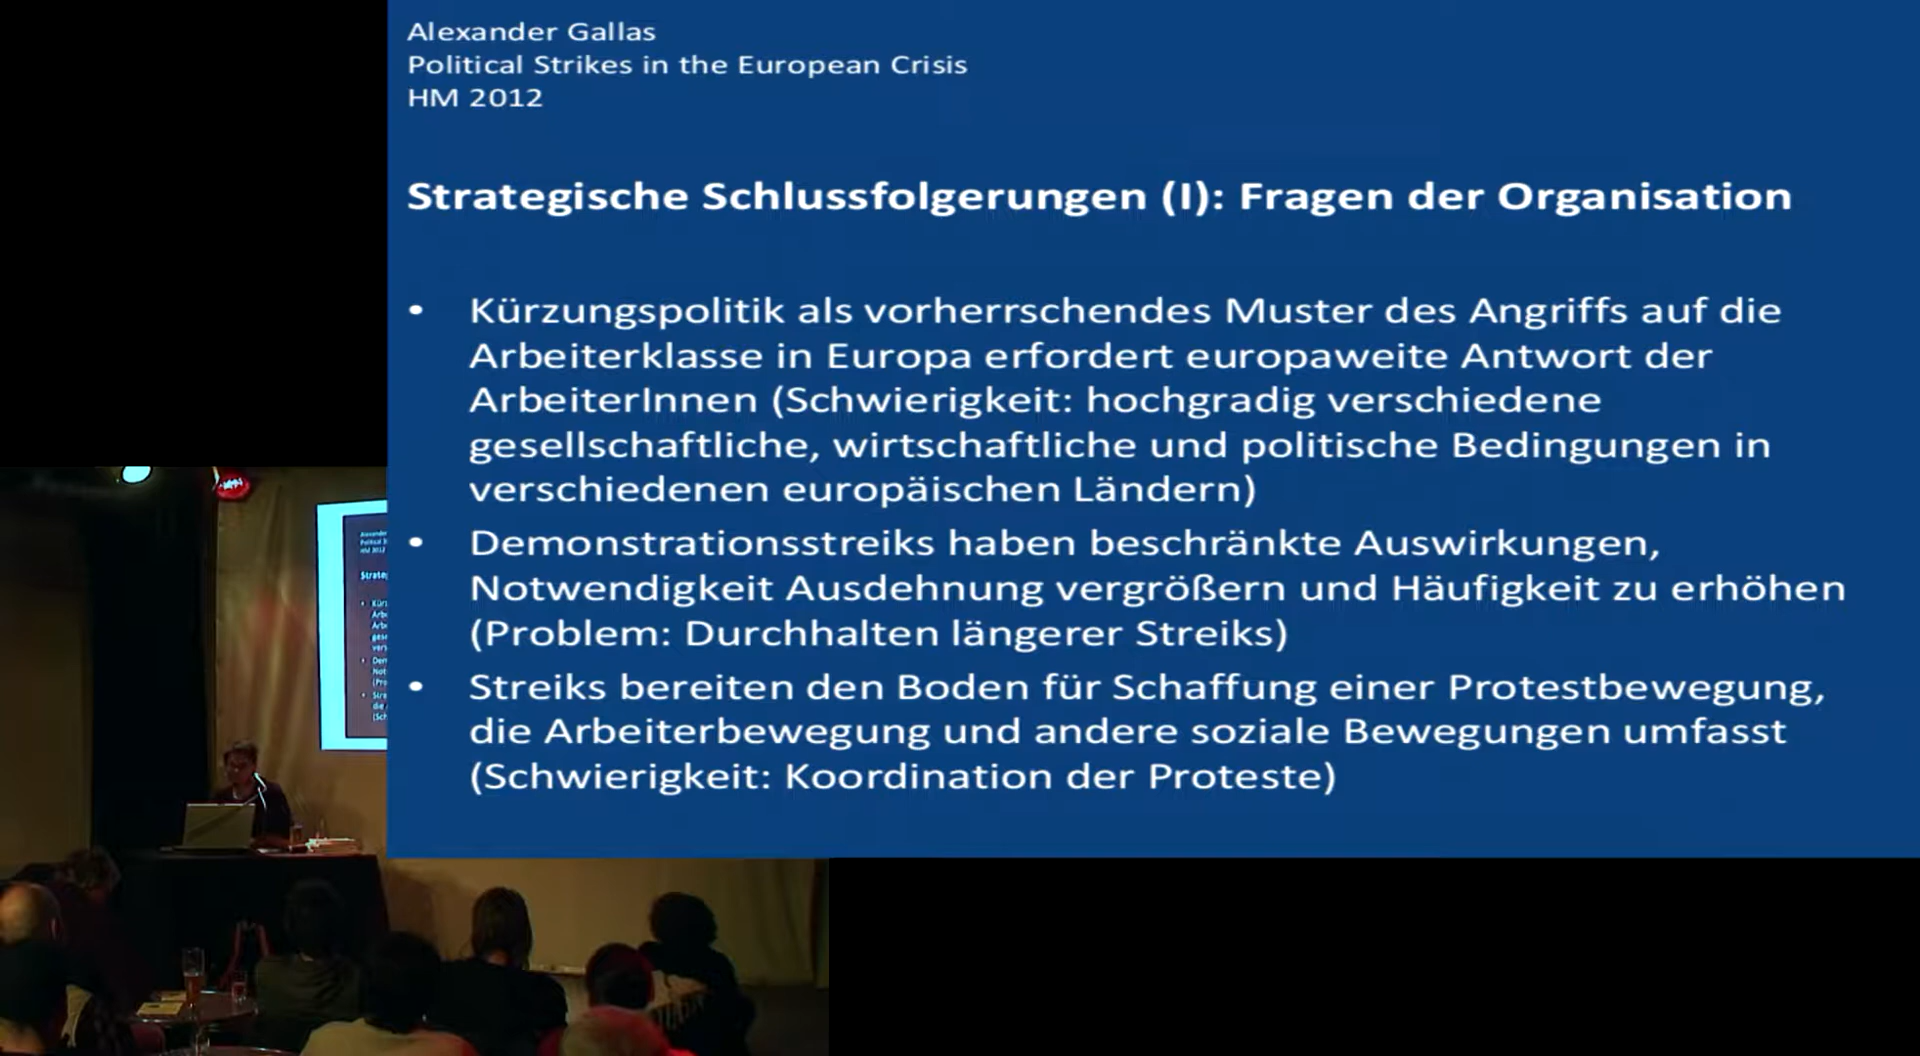 Alexander Gallas
Political Strikes in the European Crisis
HM 2012
Strategische Schlussfolgerungen (I): Fragen der Organisation
• Kürzungspolitik als vorherrschendes Muster des Angriffs auf die
Arbeiterklasse in Europa erfordert europaweite Antwort der
ArbeiterInnen (Schwierigkeit: hochgradig verschiedene
gesellschaftliche, wirtschaftliche und politische Bedingungen in
verschiedenen europäischen Ländern)
• Demonstrationsstreiks haben beschränkte Auswirkungen,
Notwendigkeit Ausdehnung vergrößern und Häufigkeit zu erhöhen
(Problem: Durchhalten längerer Streiks)
• Streiks bereiten den Boden für Schaffung einer Protestbewegung,
die Arbeiterbewegung und andere soziale Bewegungen umfasst
(Schwierigkeit: Koordination der Proteste)